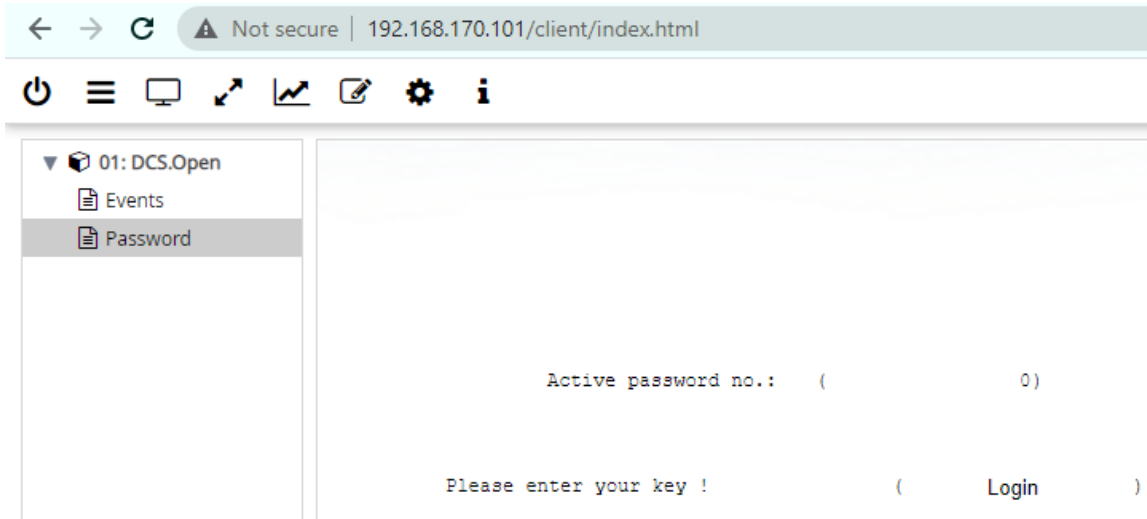 Not secure | 192.168.170.101/client/index.html
01: DCS.Open
Events
Password
Active password no.: ( 0)
Please enter your key ! ( Login )